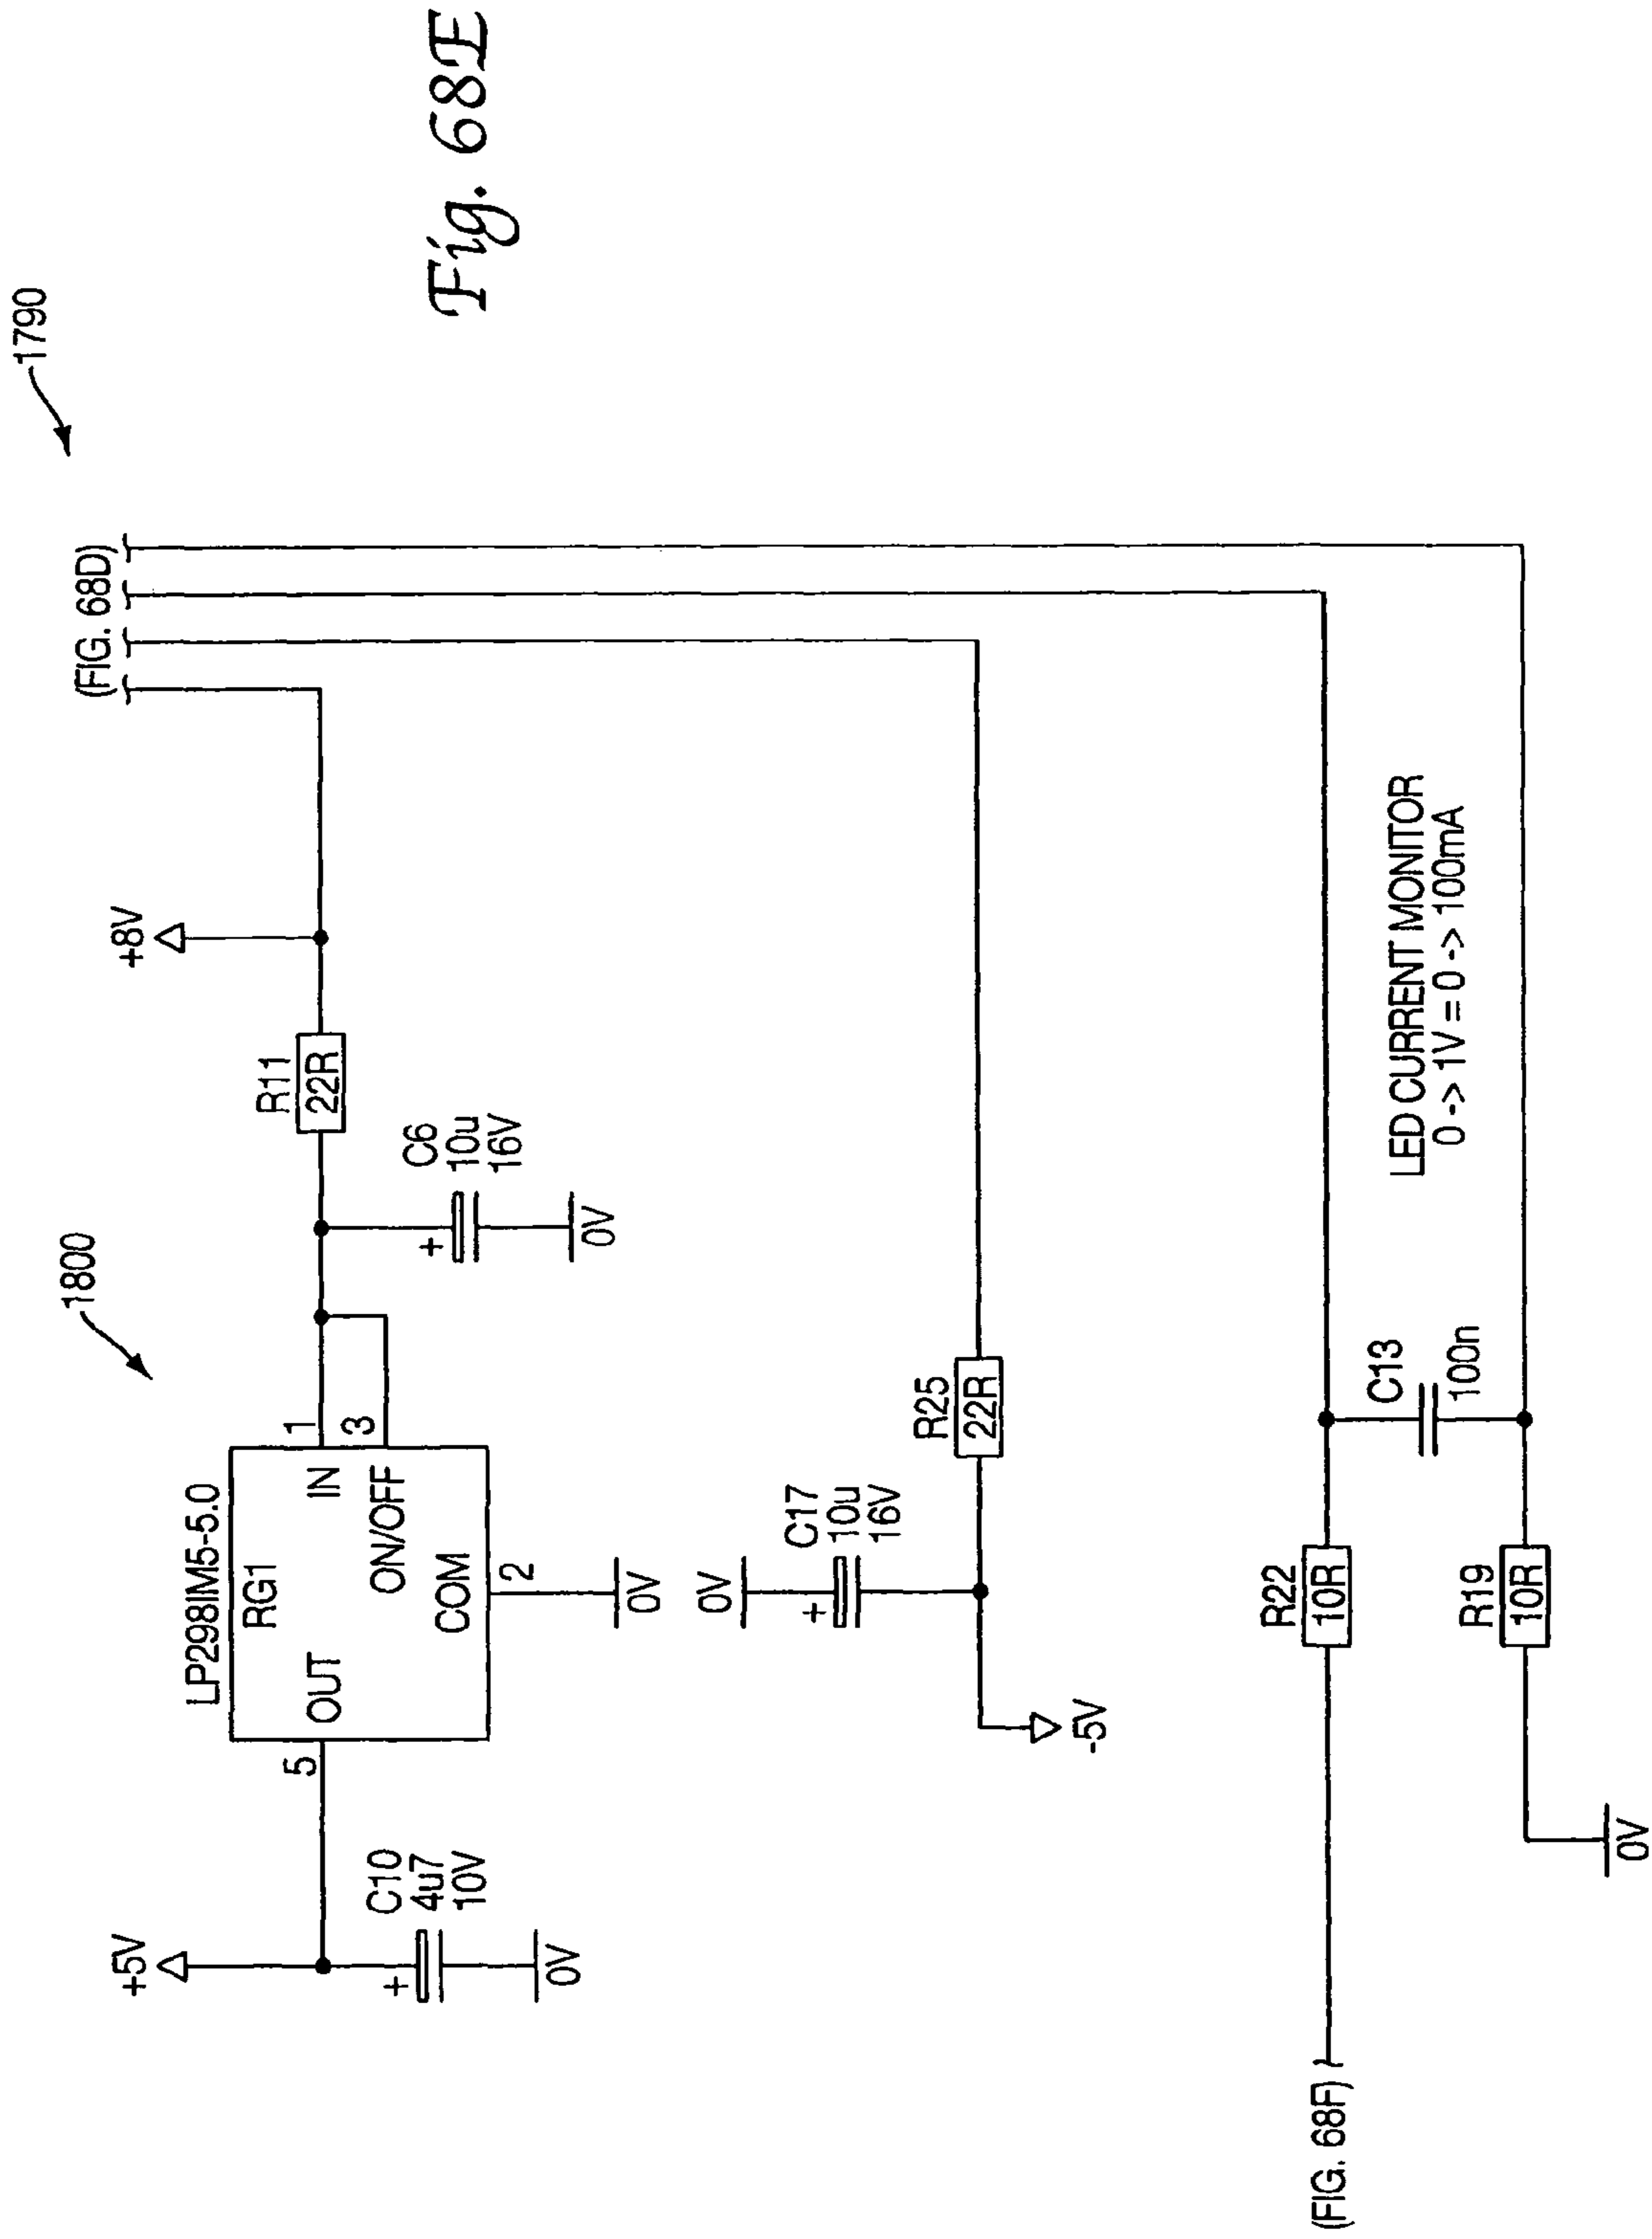 1790
Fig. 68E
(FIG. 68D)
1800
+8V
R11
22R
C6
+
10u
16V
0V
LP298IM5-5.0
RG1
IN
1
ON/OFF
3
OUT
5
COM
2
0V
+5V
C10
+
4u7
10V
0V
0V
C17
+
10u
16V
R25
22R
-5V
LED CURRENT MONITOR
0 -> 1V = 0 -> 100mA
R22
10R
C13
100n
R19
10R
0V
(FIG. 68F)